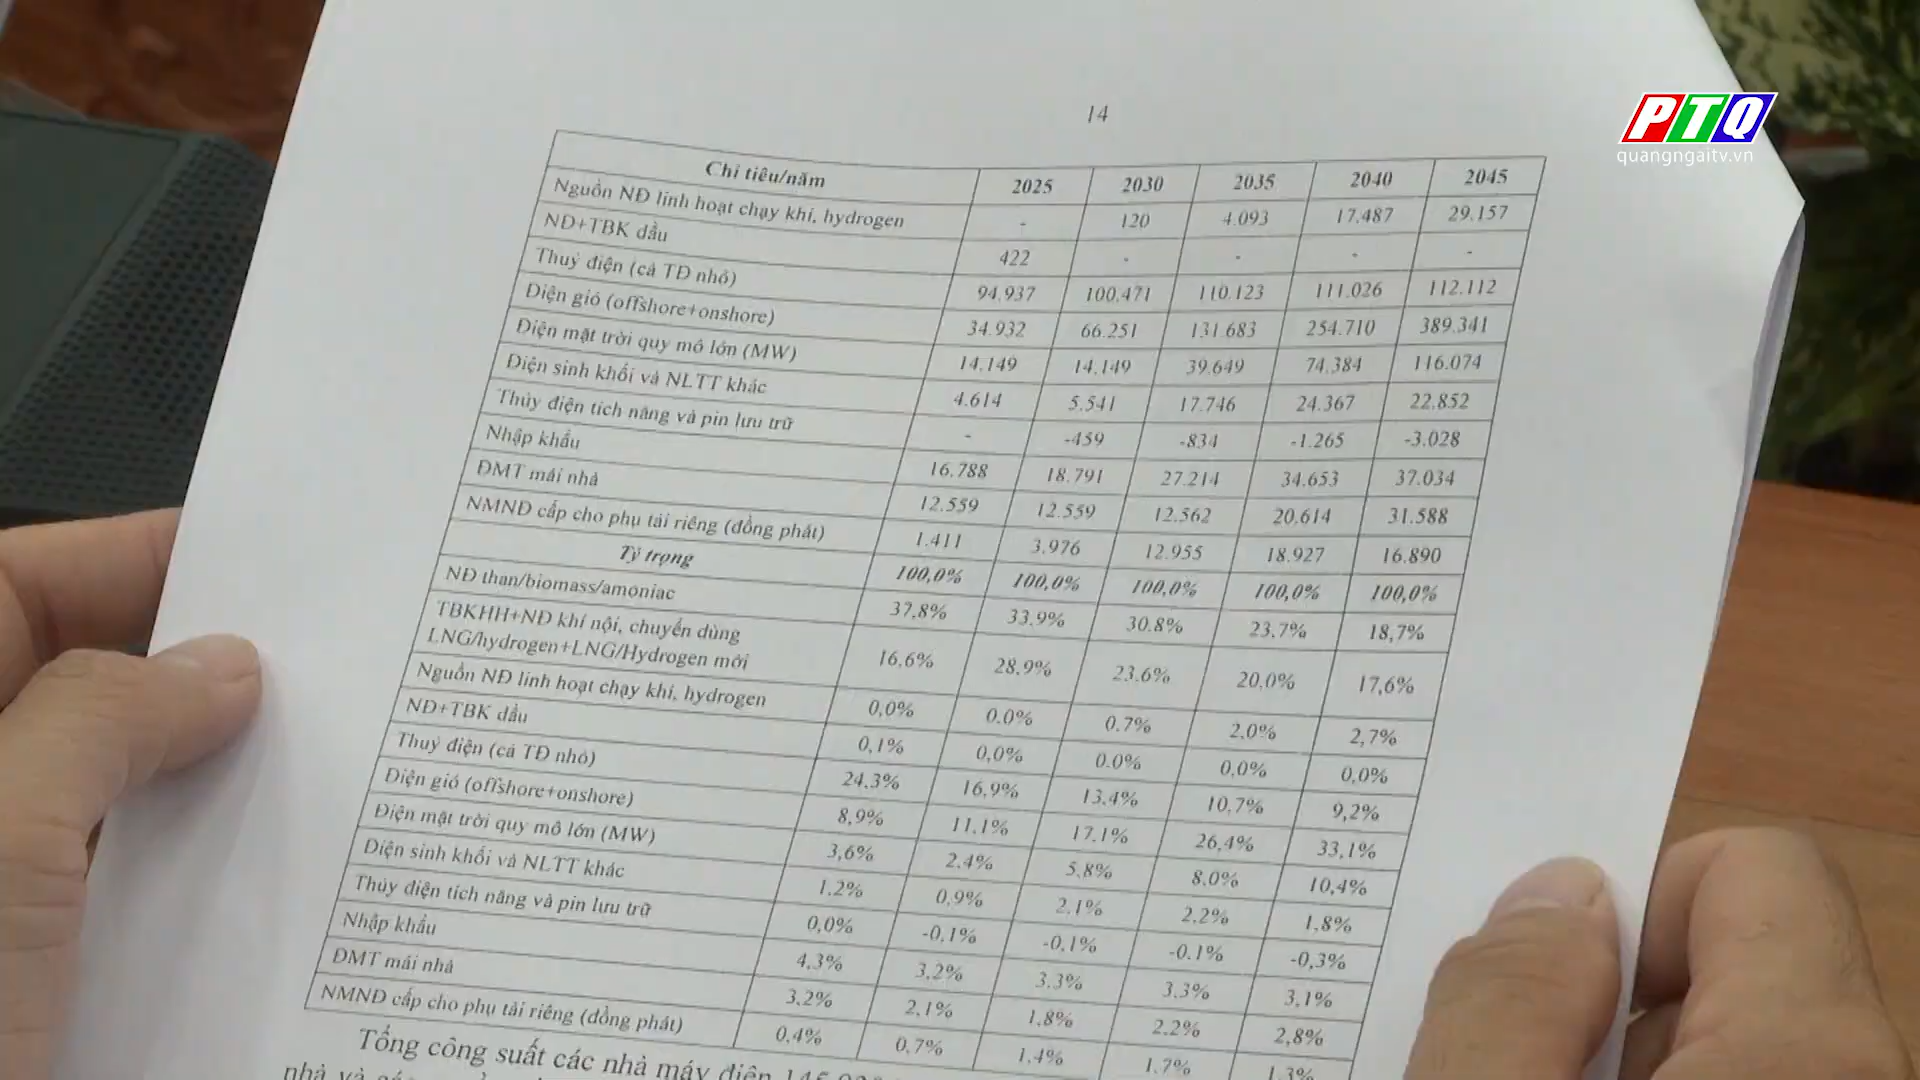 PTQ
quangngaitv.vn
14
Chỉ tiêu/năm 2025 2030 2035 2040 2045
Nguồn NĐ linh hoạt chạy khí, hydrogen - 120 4.093 17.487 29.157
NĐ+TBK dầu 422 - - - -
Thuỷ điện (cả TĐ nhỏ) 94.937 100.471 110.123 111.026 112.112
Điện gió (offshore+onshore) 34.932 66.251 131.683 254.710 389.341
Điện mặt trời quy mô lớn (MW) 14.149 14.149 39.649 74.384 116.074
Điện sinh khối và NLTT khác 4.614 5.541 17.746 24.367 22.852
Thủy điện tích năng và pin lưu trữ - -459 -834 -1.265 -3.028
Nhập khẩu 16.788 18.791 27.214 34.653 37.034
ĐMT mái nhà 12.559 12.559 12.562 20.614 31.588
NMNĐ cấp cho phụ tải riêng (đồng phát) 1.411 3.976 12.955 18.927 16.890
Tỷ trọng 100,0% 100,0% 100,0% 100,0% 100,0%
NĐ than/biomass/amoniac 37,8% 33.9% 30.8% 23.7% 18,7%
TBKHH+NĐ khí nội, chuyển dùng
LNG/hydrogen+LNG/Hydrogen mới 16,6% 28,9% 23.6% 20,0% 17,6%
Nguồn NĐ linh hoạt chạy khí, hydrogen 0,0% 0.0% 0.7% 2,0% 2,7%
NĐ+TBK dầu 0,1% 0,0% 0.0% 0,0% 0,0%
Thuỷ điện (cả TĐ nhỏ) 24.3% 16,9% 13.4% 10,7% 9,2%
Điện gió (offshore+onshore) 8,9% 11.1% 17.1% 26,4% 33,1%
Điện mặt trời quy mô lớn (MW) 3,6% 2.4% 5.8% 8.0% 10,4%
Điện sinh khối và NLTT khác 1.2% 0.9% 2.1% 2.2% 1,8%
Thủy điện tích năng và pin lưu trữ 0,0% -0,1% -0.1% -0.1% -0,3%
Nhập khẩu 4,3% 3,2% 3.3% 3.3% 3,1%
ĐMT mái nhà 3,2% 2,1% 1,8% 2.2% 2,8%
NMNĐ cấp cho phụ tải riêng (đồng phát) 0,4% 0,7% 1.4% 1.7% 1.3%
Tổng công suất các nhà máy điện
nhà và